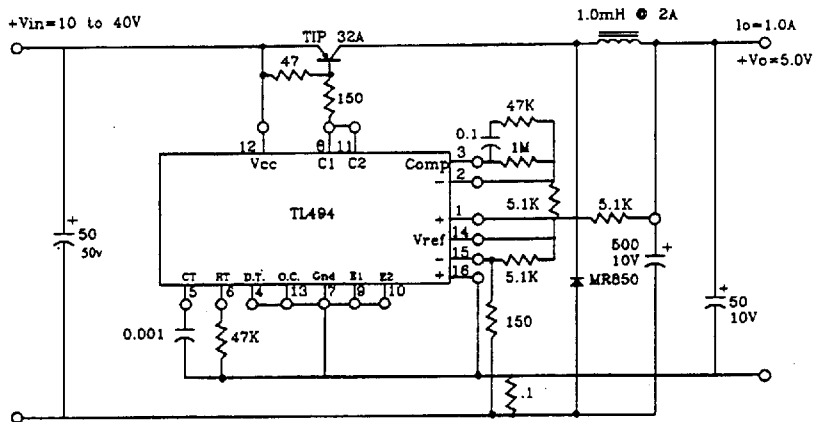 +Vin=10 to 40V
TIP 32A
1.0mH @ 2A
Io=1.0A
+Vo=5.0V
47
150
47K
0.1
1M
12
8
11
3
Vcc
C1
C2
Comp
-
2
5.1K
5.1K
TL494
+
1
Vref
14
-
15
+
16
5.1K
+
50
50v
+
500
10V
MR850
+
50
10V
CT
RT
D.T.
O.C.
Gnd
E1
E2
5
6
4
13
7
9
10
0.001
47K
150
.1